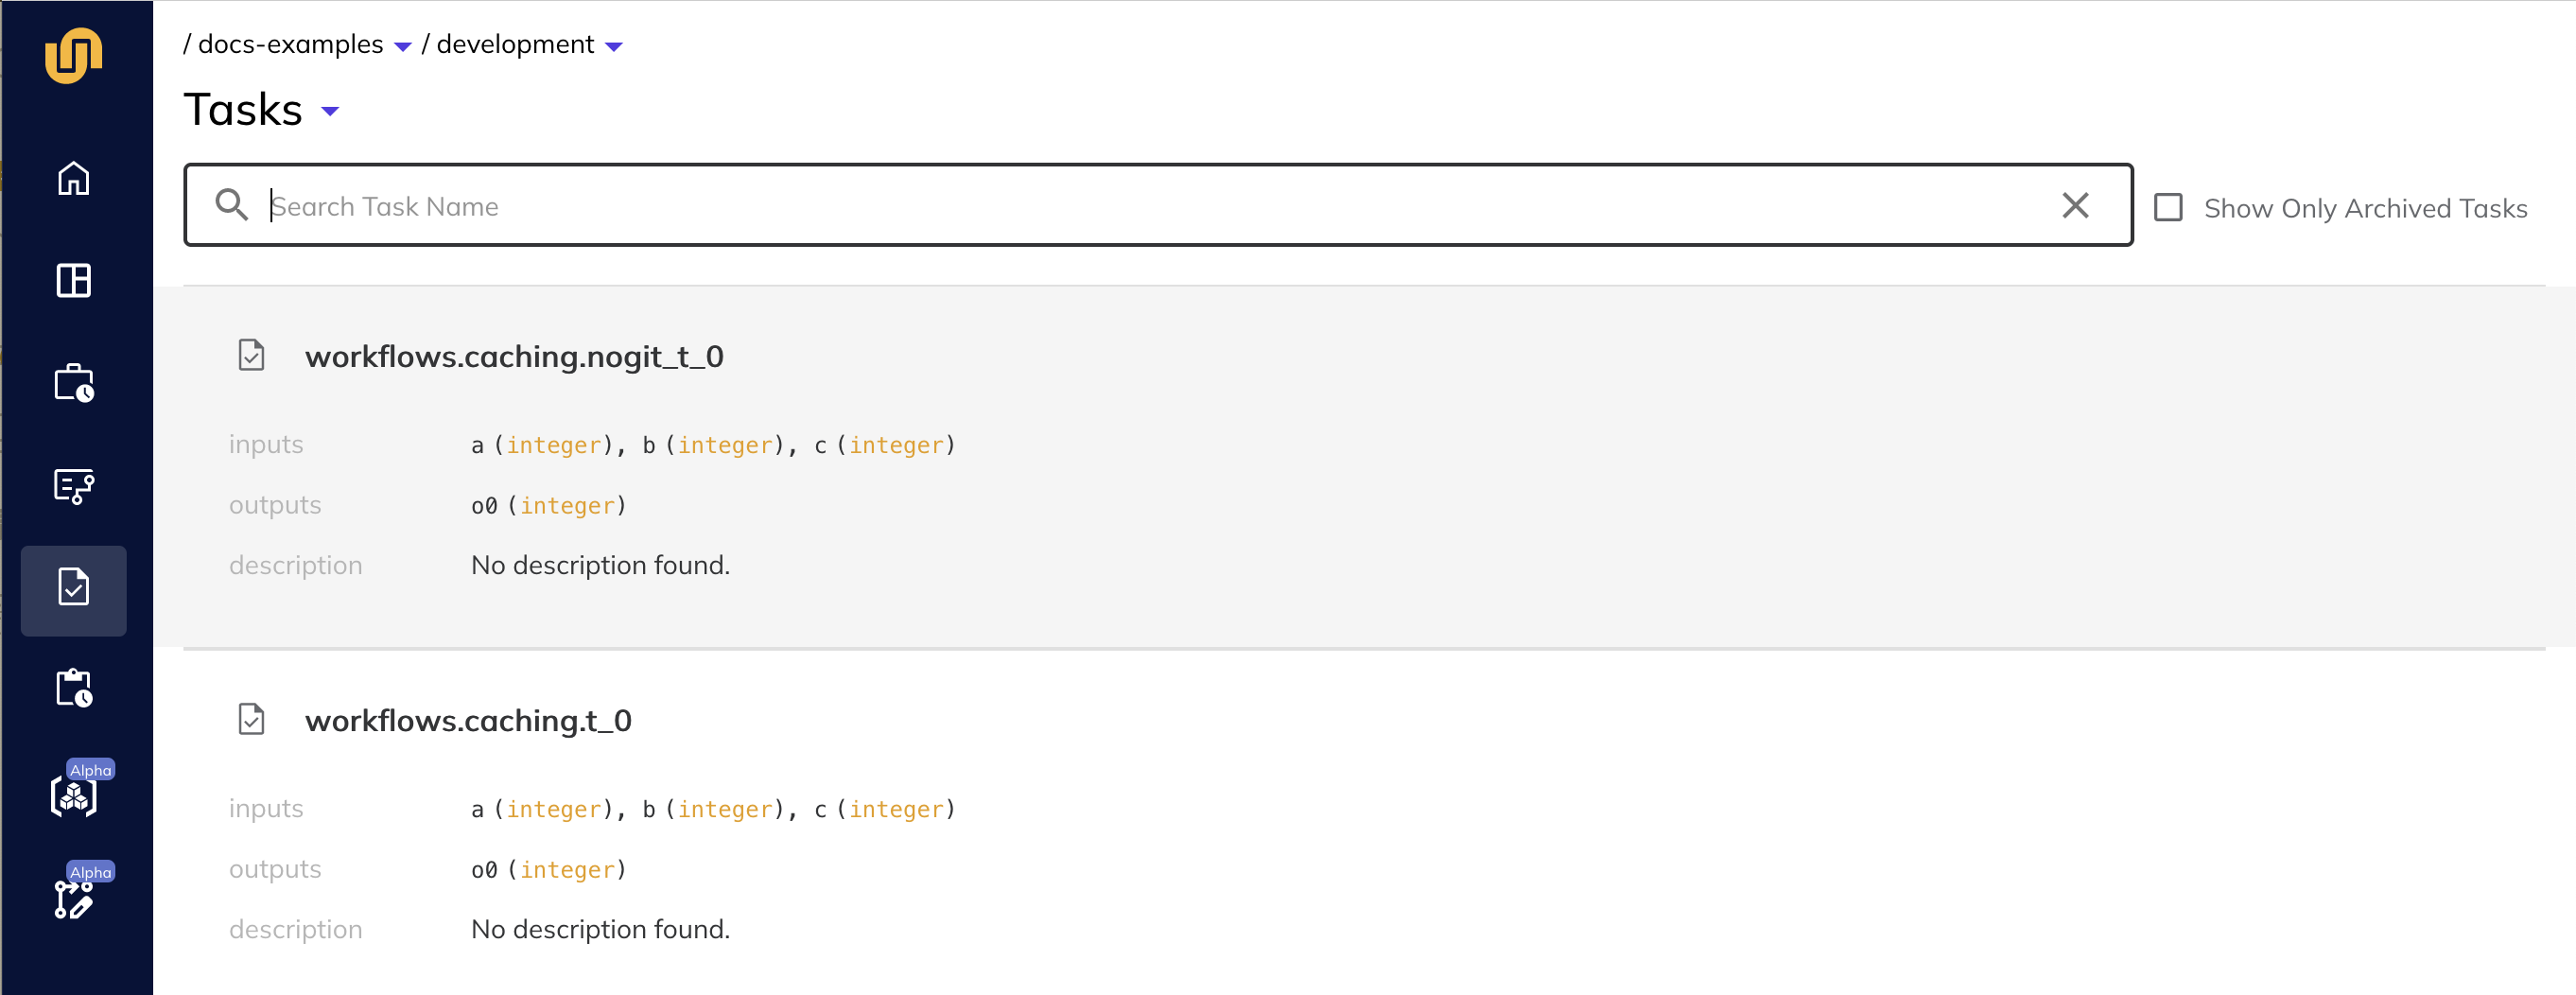 / docs-examples / development
Tasks
Search Task Name
Show Only Archived Tasks
workflows.caching.nogit_t_0
inputs a (integer), b (integer), c (integer)
outputs o0 (integer)
description No description found.
workflows.caching.t_0
inputs a (integer), b (integer), c (integer)
outputs o0 (integer)
description No description found.
Alpha
Alpha